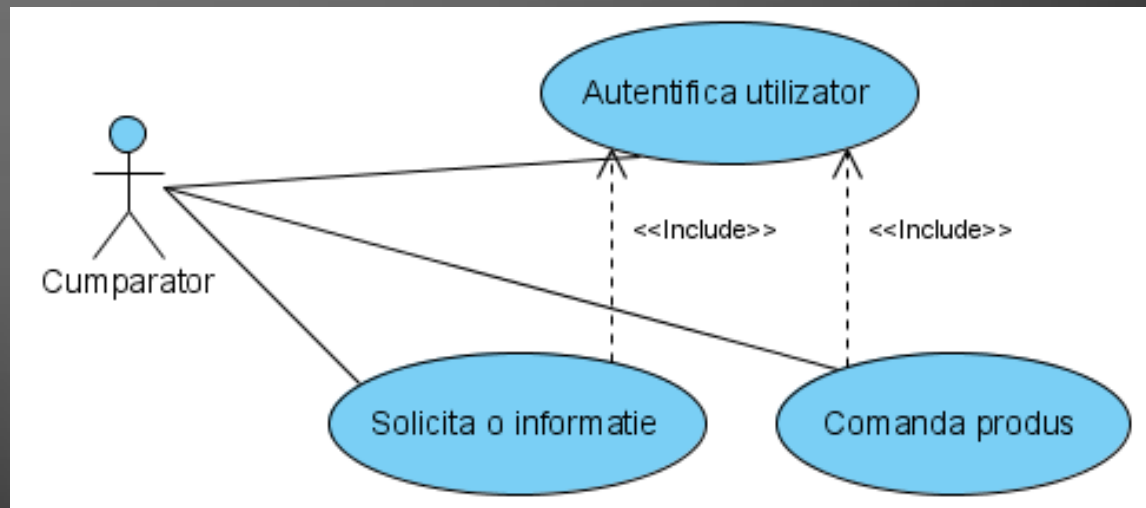 Autentifica utilizator
<<Include>>
<<Include>>
Cumparator
Solicita o informatie
Comanda produs